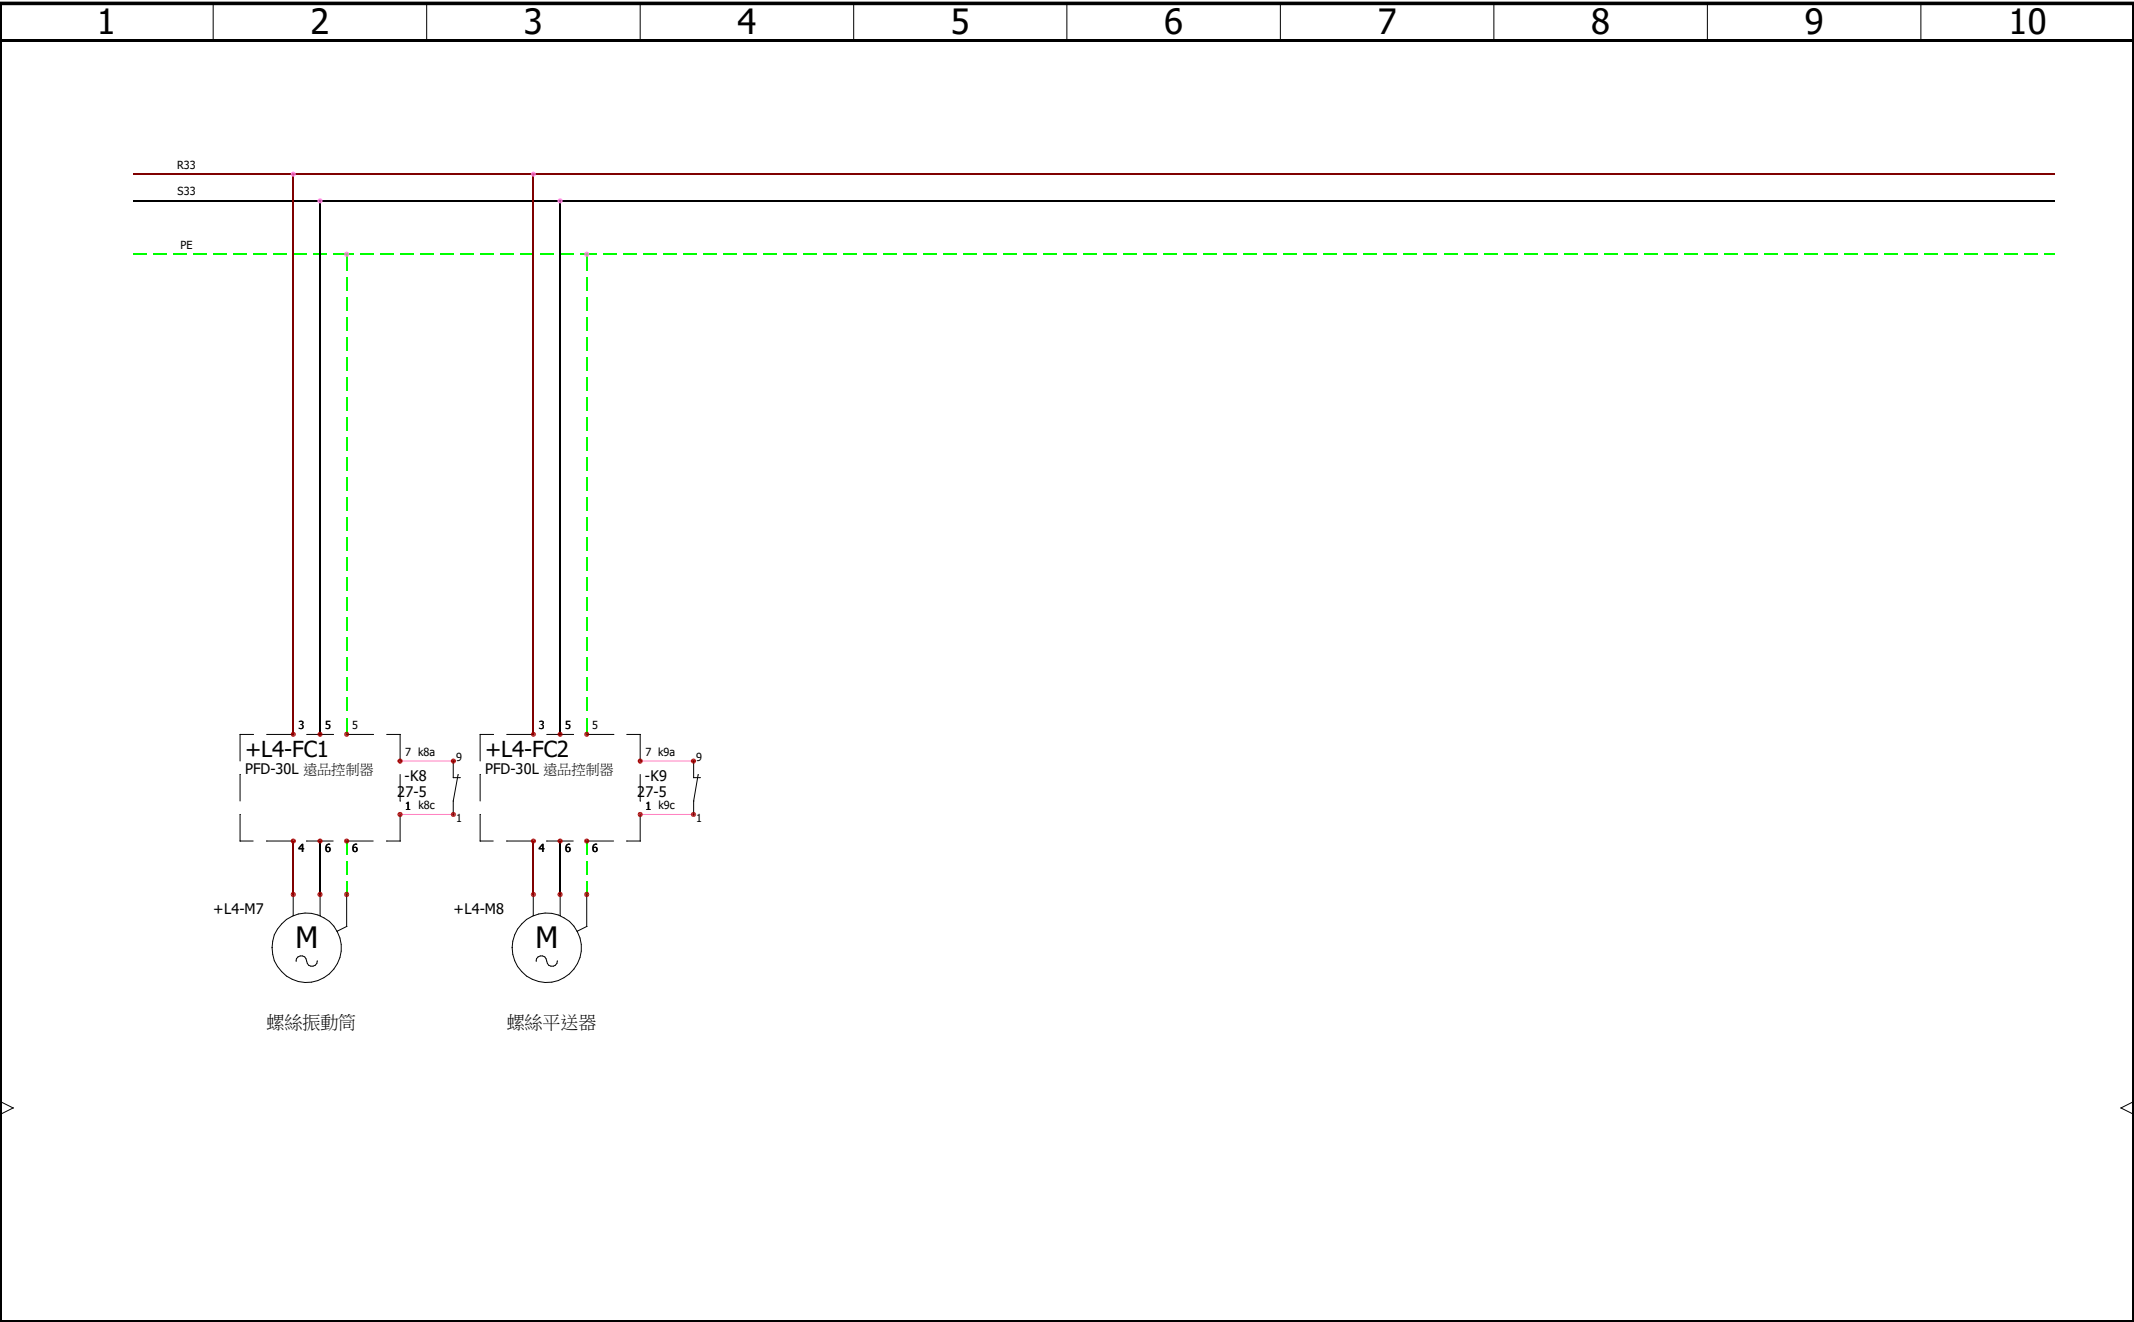 1 2 3 4 5 6 7 8 9 10
R33
S33
PE
3 5 5 3 5 5
+L4-FC1
PFD-30L 遠品控制器
7 k8a
9
-K8
27-5
1 k8c
1
+L4-FC2
PFD-30L 遠品控制器
7 k9a
9
-K9
27-5
1 k9c
1
4 6 6 4 6 6
+L4-M7
M
+L4-M8
M
螺絲振動筒
螺絲平送器